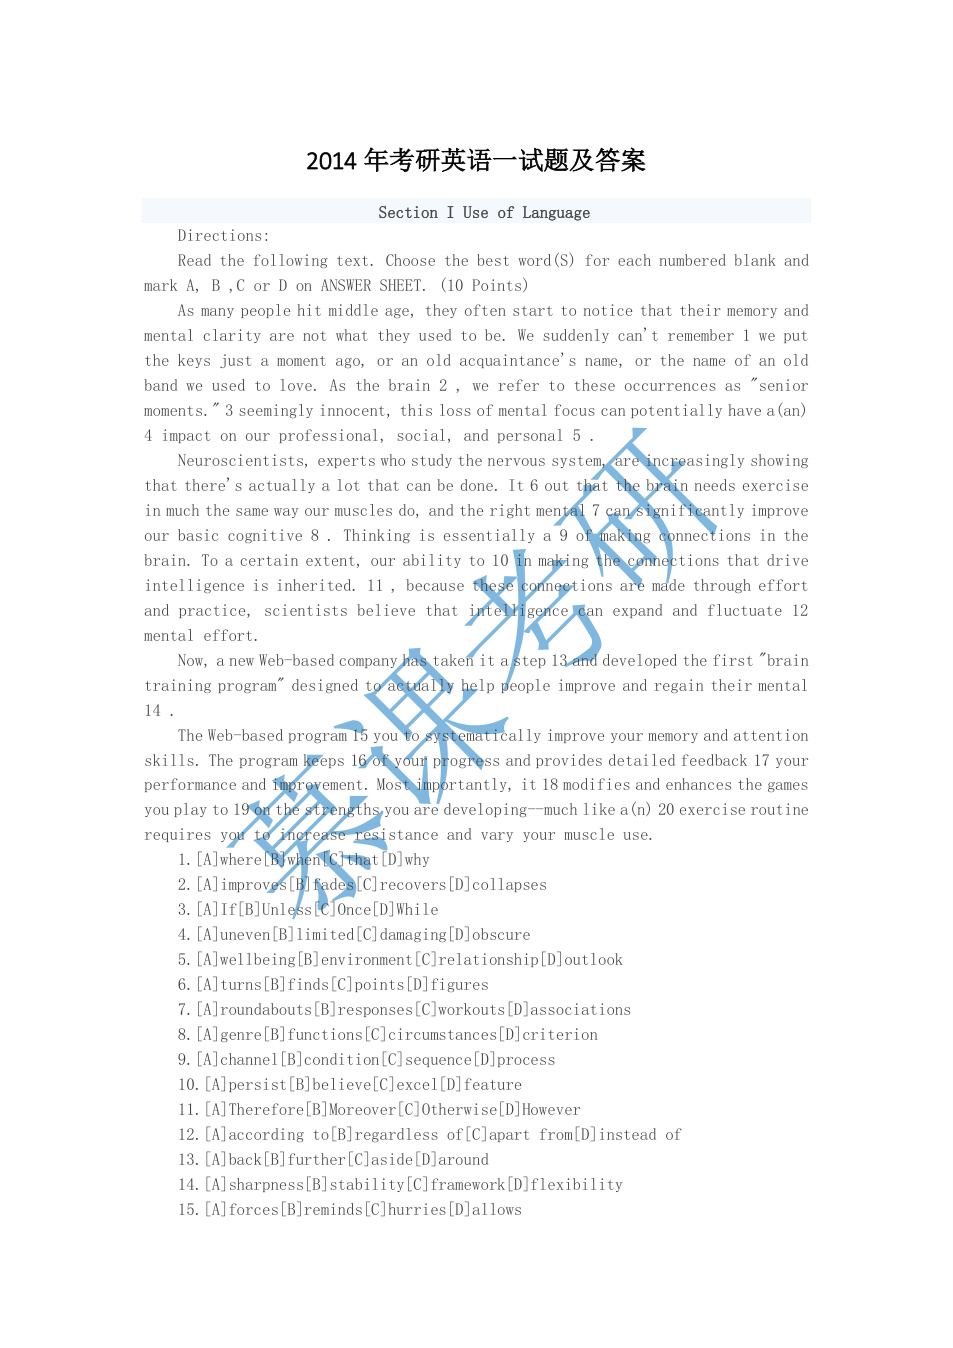 2014 年考研英语一试题及答案
Section I Use of Language
Directions:
Read the following text. Choose the best word(S) for each numbered blank and
mark A, B ,C or D on ANSWER SHEET. (10 Points)
As many people hit middle age, they often start to notice that their memory and
mental clarity are not what they used to be. We suddenly can't remember 1 we put
the keys just a moment ago, or an old acquaintance's name, or the name of an old
band we used to love. As the brain 2 , we refer to these occurrences as "senior
moments." 3 seemingly innocent, this loss of mental focus can potentially have a(an)
4 impact on our professional, social, and personal 5 .
Neuroscientists, experts who study the nervous system, are increasingly showing
that there's actually a lot that can be done. It 6 out that the brain needs exercise
in much the same way our muscles do, and the right mental 7 can significantly improve
our basic cognitive 8 . Thinking is essentially a 9 of making connections in the
brain. To a certain extent, our ability to 10 in making the connections that drive
intelligence is inherited. 11 , because these connections are made through effort
and practice, scientists believe that intelligence can expand and fluctuate 12
mental effort.
Now, a new Web-based company has taken it a step 13 and developed the first "brain
training program" designed to actually help people improve and regain their mental
14 .
The Web-based program 15 you to systematically improve your memory and attention
skills. The program keeps 16 of your progress and provides detailed feedback 17 your
performance and improvement. Most importantly, it 18 modifies and enhances the games
you play to 19 on the strengths you are developing--much like a(n) 20 exercise routine
requires you to increase resistance and vary your muscle use.
1.[A]where[B]when[C]that[D]why
2.[A]improves[B]fades[C]recovers[D]collapses
3.[A]If[B]Unless[C]Once[D]While
4.[A]uneven[B]limited[C]damaging[D]obscure
5.[A]wellbeing[B]environment[C]relationship[D]outlook
6.[A]turns[B]finds[C]points[D]figures
7.[A]roundabouts[B]responses[C]workouts[D]associations
8.[A]genre[B]functions[C]circumstances[D]criterion
9.[A]channel[B]condition[C]sequence[D]process
10.[A]persist[B]believe[C]excel[D]feature
11.[A]Therefore[B]Moreover[C]Otherwise[D]However
12.[A]according to[B]regardless of[C]apart from[D]instead of
13.[A]back[B]further[C]aside[D]around
14.[A]sharpness[B]stability[C]framework[D]flexibility
15.[A]forces[B]reminds[C]hurries[D]allows
慕课考研